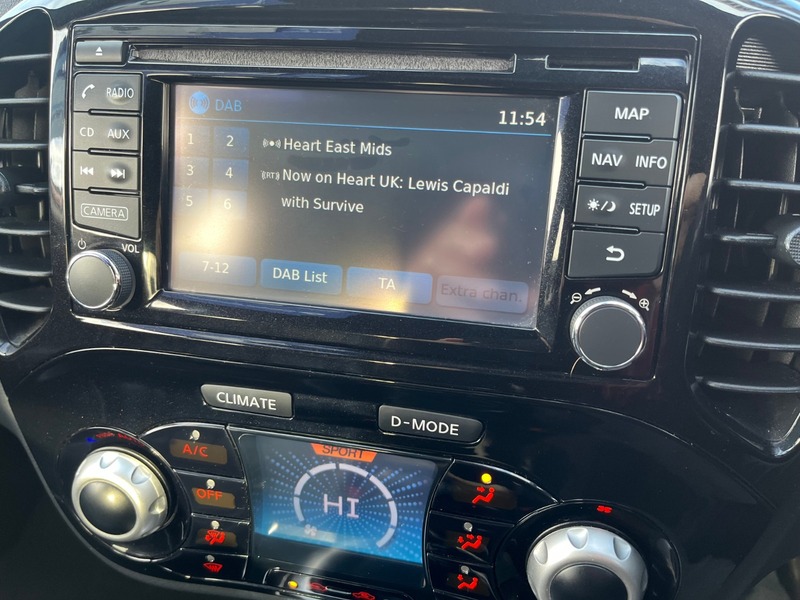 RADIO
CD AUX
CAMERA
VOL
DAB
11:54
1 2
3 4
5 6
Heart East Mids
(RT) Now on Heart UK: Lewis Capaldi
with Survive
7-12
DAB List
TA
Extra chan.
MAP
NAV INFO
SETUP
CLIMATE
D-MODE
A/C
OFF
SPORT
HI